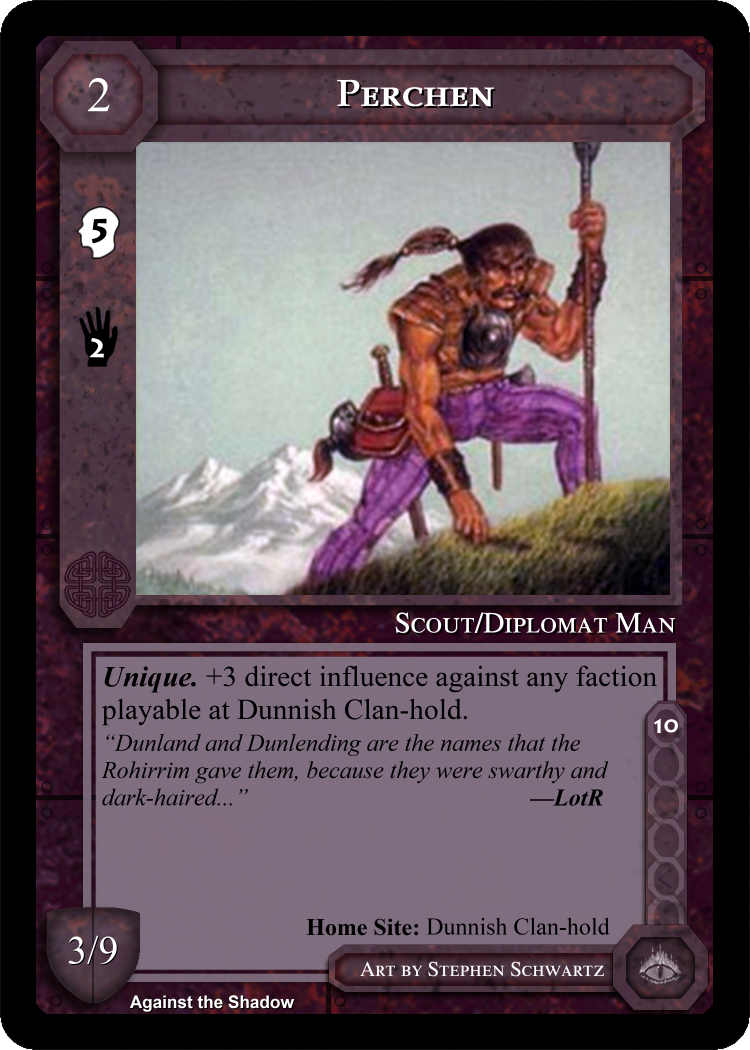 2
PERCHEN
5
2
SCOUT/DIPLOMAT MAN
Unique. +3 direct influence against any faction
playable at Dunnish Clan-hold.
“Dunland and Dunlending are the names that the
Rohirrim gave them, because they were swarthy and
dark-haired...” —LotR
10
Home Site: Dunnish Clan-hold
3/9
ART BY STEPHEN SCHWARTZ
Against the Shadow